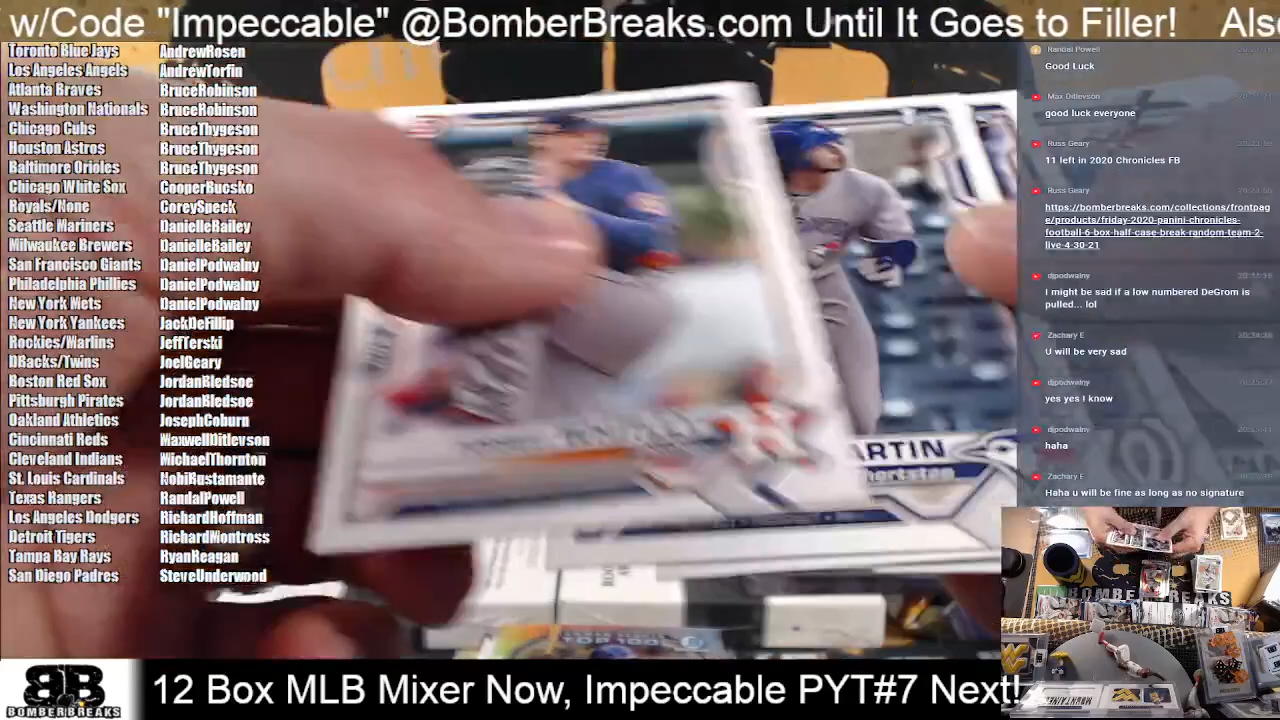 w/Code "Impeccable" @BomberBreaks.com Until It Goes to Filler! Als
Toronto Blue Jays AndrewRosen
Los Angeles Angels AndrewTorfin
Atlanta Braves BruceRobinson
Washington Nationals BruceRobinson
Chicago Cubs BruceThygeson
Houston Astros BruceThygeson
Baltimore Orioles BruceThygeson
Chicago White Sox CooperBucsko
Royals/None CoreySpeck
Seattle Mariners DanielleBailey
Milwaukee Brewers DanielleBailey
San Francisco Giants DanielPodwalny
Philadelphia Phillies DanielPodwalny
New York Mets DanielPodwalny
New York Yankees JackDeFillip
Rockies/Marlins JeffTerski
DBacks/Twins JoelGeary
Boston Red Sox JordanBledsoe
Pittsburgh Pirates JordanBledsoe
Oakland Athletics JosephCoburn
Cincinnati Reds MaxwellDitlevson
Cleveland Indians MichaelThornton
St. Louis Cardinals NobiBustamante
Texas Rangers RandalPowell
Los Angeles Dodgers RichardHoffman
Detroit Tigers RichardMontross
Tampa Bay Rays RyanReagan
San Diego Padres SteveUnderwood
Randal Powell
Good Luck
Max Ditlevson
good luck everyone
Russ Geary
11 left in 2020 Chronicles FB
Russ Geary
https://bomberbreaks.com/collections/frontpag
e/products/friday-2020-panini-chronicles-
football-6-box-half-case-break-random-team-2-
live-4-30-21
djpodwalny
I might be sad if a low numbered DeGrom is
pulled... lol
Zachary E
U will be very sad
djpodwalny
yes yes I know
djpodwalny
haha
Zachary E
Haha u will be fine as long as no signature
ARTIN
BOMBER BREAKS
BB
BOMBERBREAKS
12 Box MLB Mixer Now, Impeccable PYT#7 Next!